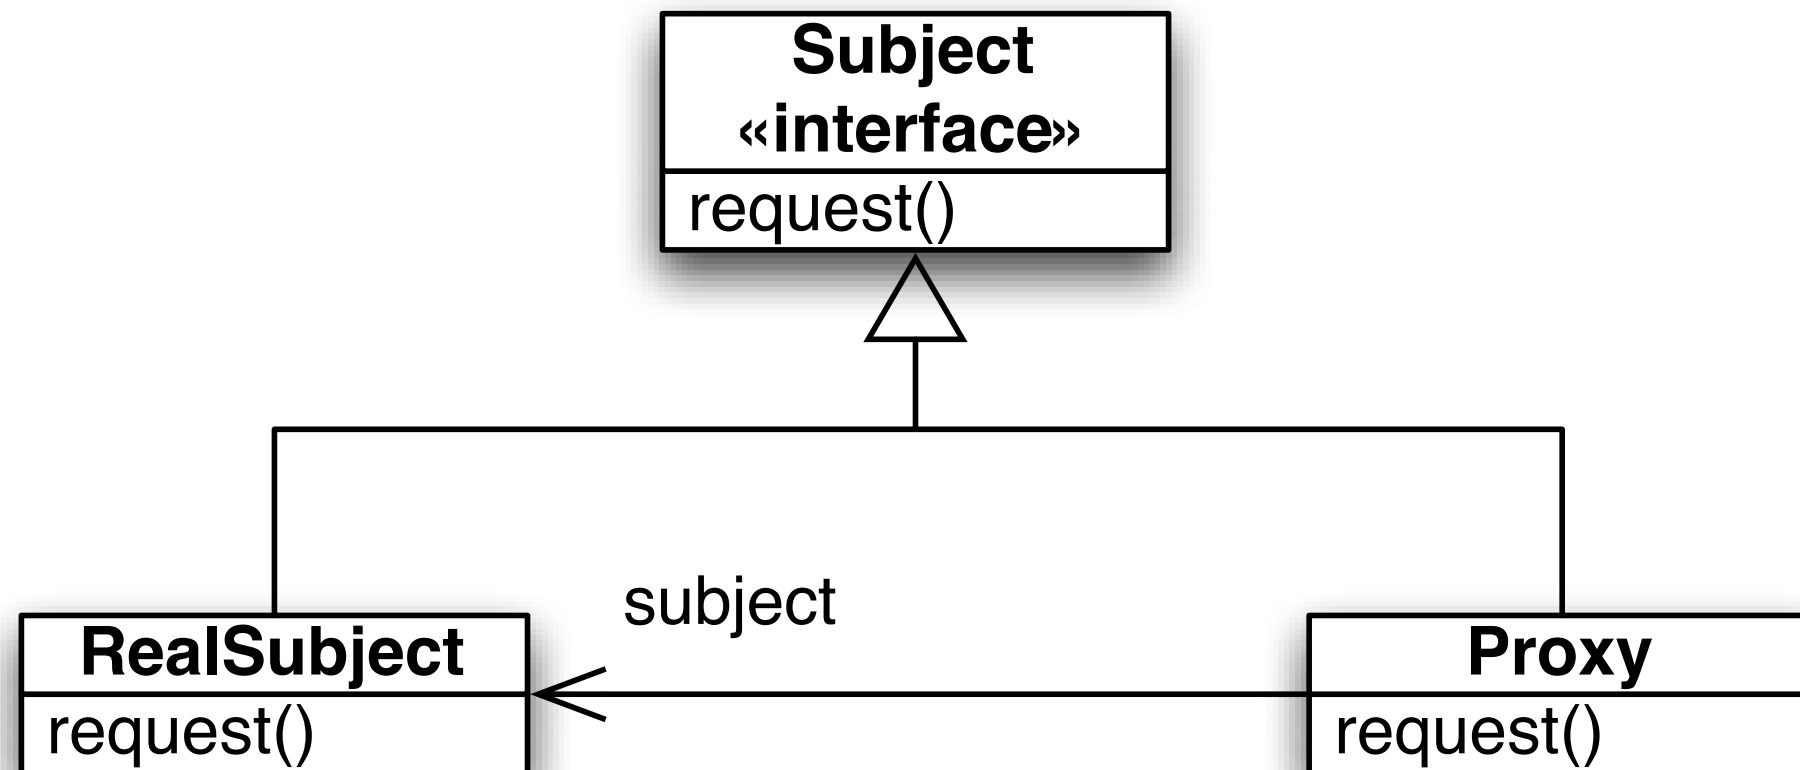 Subject
«interface»
request()
subject
RealSubject
request()
Proxy
request()